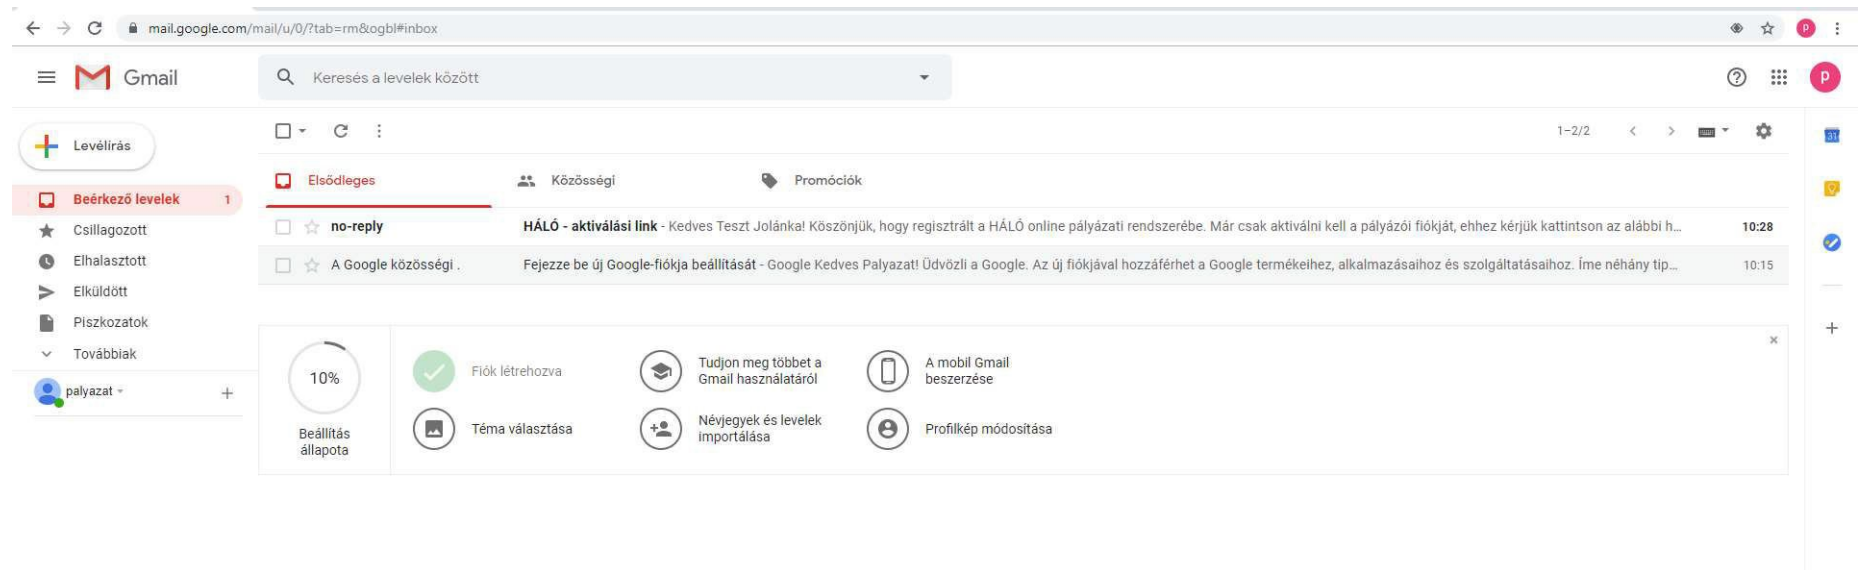 mail.google.com/mail/u/0/?tab=rm&ogbl#inbox
P
Gmail
Keresés a levelek között
P
Levélírás
1–2/2
31
Elsődleges
Közösségi
Promóciók
Beérkező levelek 1
no-reply HÁLÓ - aktiválási link - Kedves Teszt Jolánka! Köszönjük, hogy regisztrált a HÁLÓ online pályázati rendszerébe. Már csak aktiválni kell a pályázói fiókját, ehhez kérjük kattintson az alábbi h... 10:28
Csillagozott
Elhalasztott
A Google közösségi . Fejezze be új Google-fiókja beállítását - Google Kedves Palyazat! Üdvözli a Google. Az új fiókjával hozzáférhet a Google termékeihez, alkalmazásaihoz és szolgáltatásaihoz. Íme néhány tip... 10:15
Elküldött
Piszkozatok
Továbbiak
palyazat
10%
Beállítás
állapota
Fiók létrehozva
Tudjon meg többet a
Gmail használatáról
A mobil Gmail
beszerzése
Téma választása
Névjegyek és levelek
importálása
Profilkép módosítása